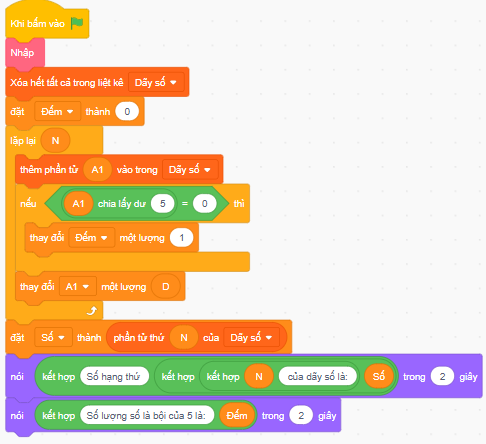 Khi bấm vào
Nhập
Xóa hết tất cả trong liệt kê Dãy số
đặt Đếm thành 0
lặp lại N
thêm phần tử A1 vào trong Dãy số
nếu A1 chia lấy dư 5 = 0 thì
thay đổi Đếm một lượng 1
thay đổi A1 một lượng D
đặt Số thành phần tử thứ N của Dãy số
nói kết hợp Số hạng thứ kết hợp kết hợp N của dãy số là: Số trong 2 giây
nói kết hợp Số lượng số là bội của 5 là: Đếm trong 2 giây